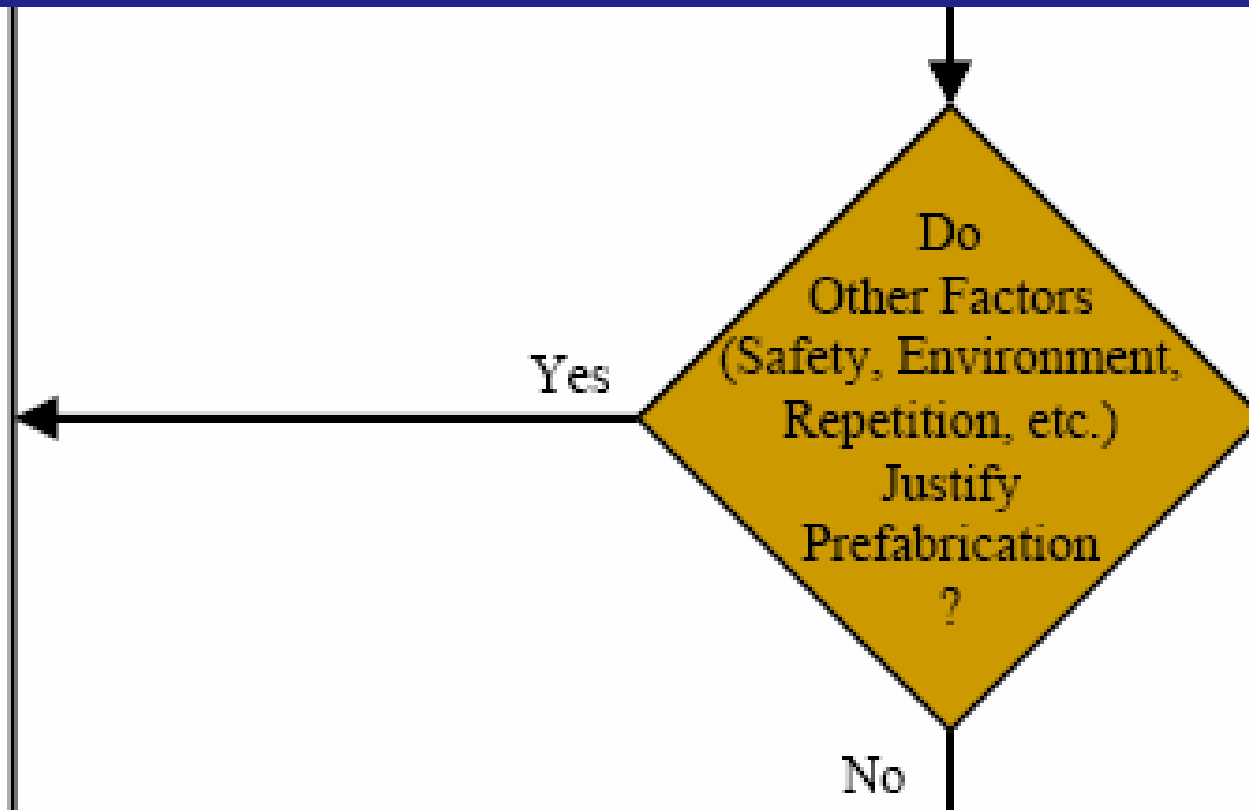 Do
Other Factors
(Safety, Environment,
Yes
Repetition, etc.)
Justify
Prefabrication
?
No